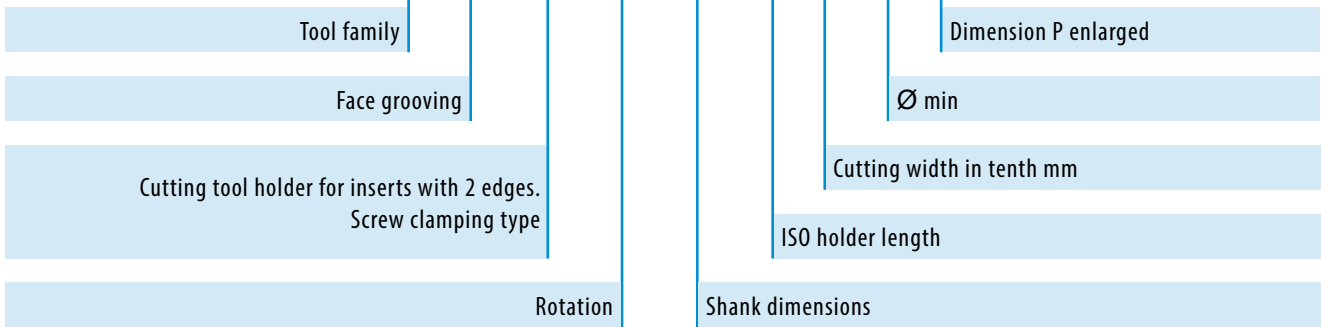 Tool family
Dimension P enlarged
Face grooving
Ø min
Cutting tool holder for inserts with 2 edges.
Screw clamping type
Cutting width in tenth mm
ISO holder length
Rotation
Shank dimensions